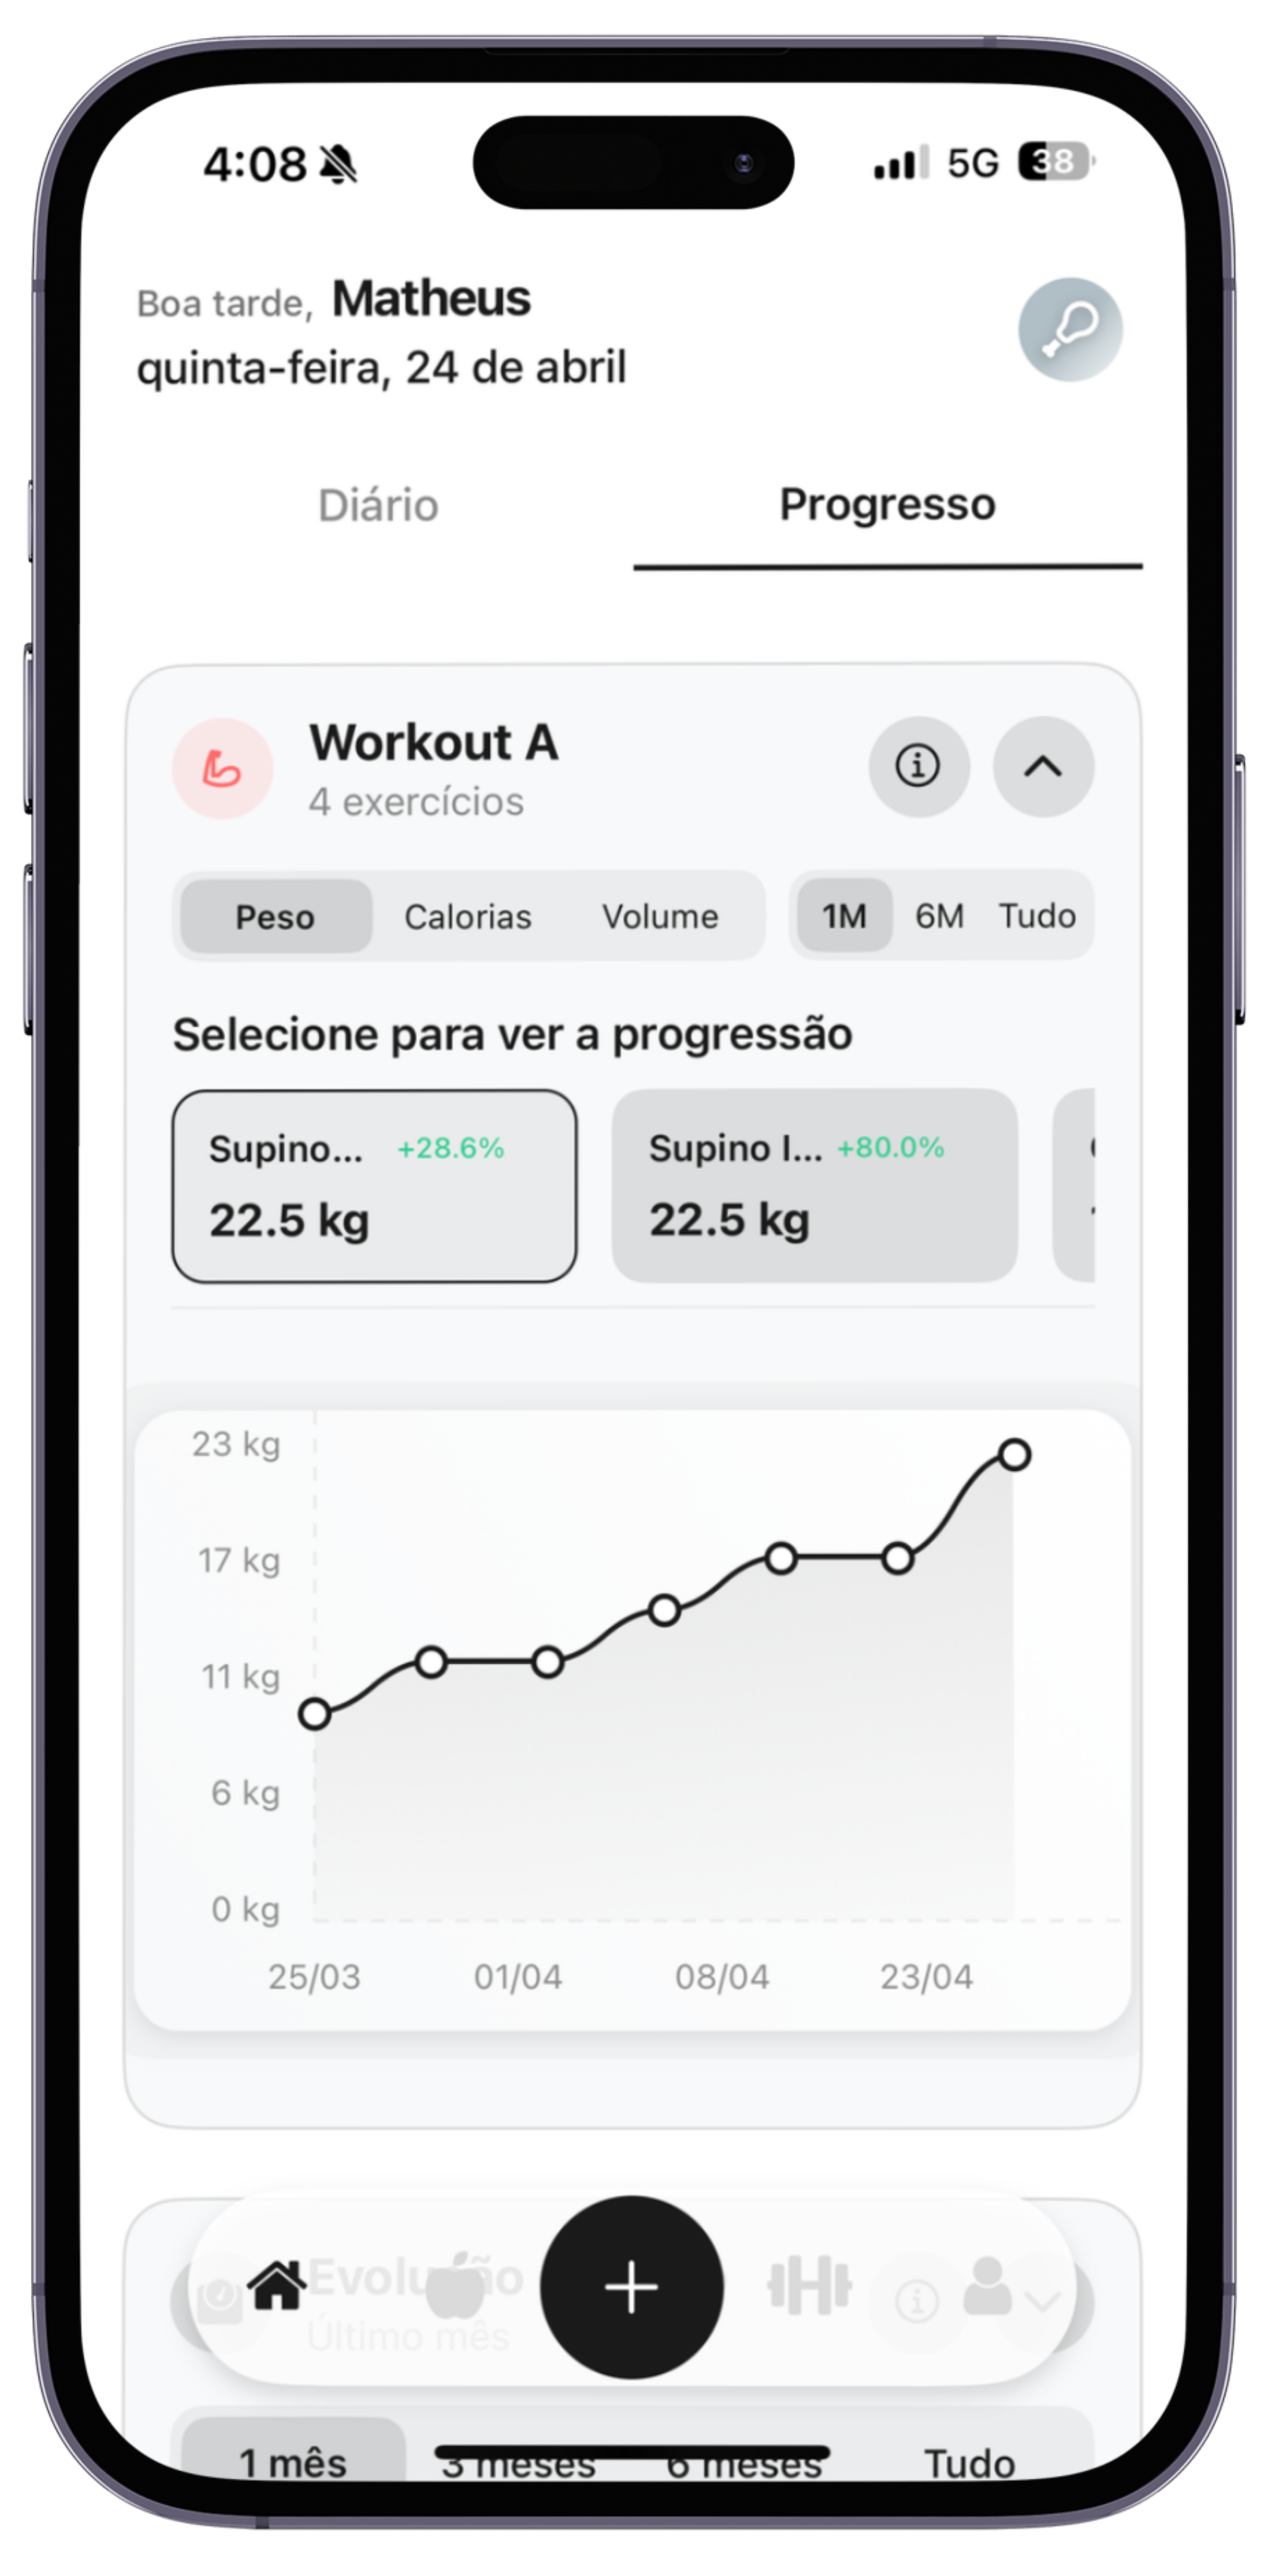 4:08 5G 38
Boa tarde, Matheus
quinta-feira, 24 de abril
Diário Progresso
Workout A
4 exercícios
Peso Calorias Volume 1M 6M Tudo
Selecione para ver a progressão
Supino... +28.6% Supino I... +80.0%
22.5 kg 22.5 kg
23 kg
17 kg
11 kg
6 kg
0 kg
25/03 01/04 08/04 23/04
Último mês
1 mês 3 meses 6 meses Tudo